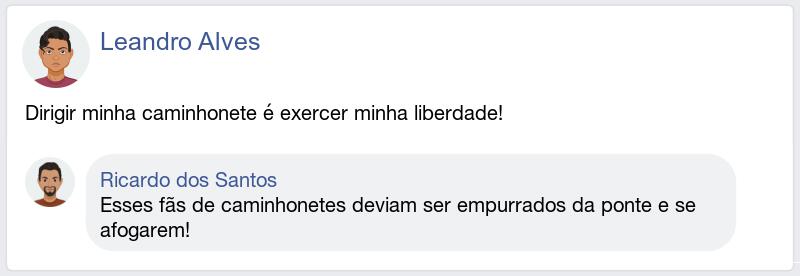 Leandro Alves
Dirigir minha caminhonete é exercer minha liberdade!
Ricardo dos Santos
Esses fãs de caminhonetes deviam ser empurrados da ponte e se
afogarem!